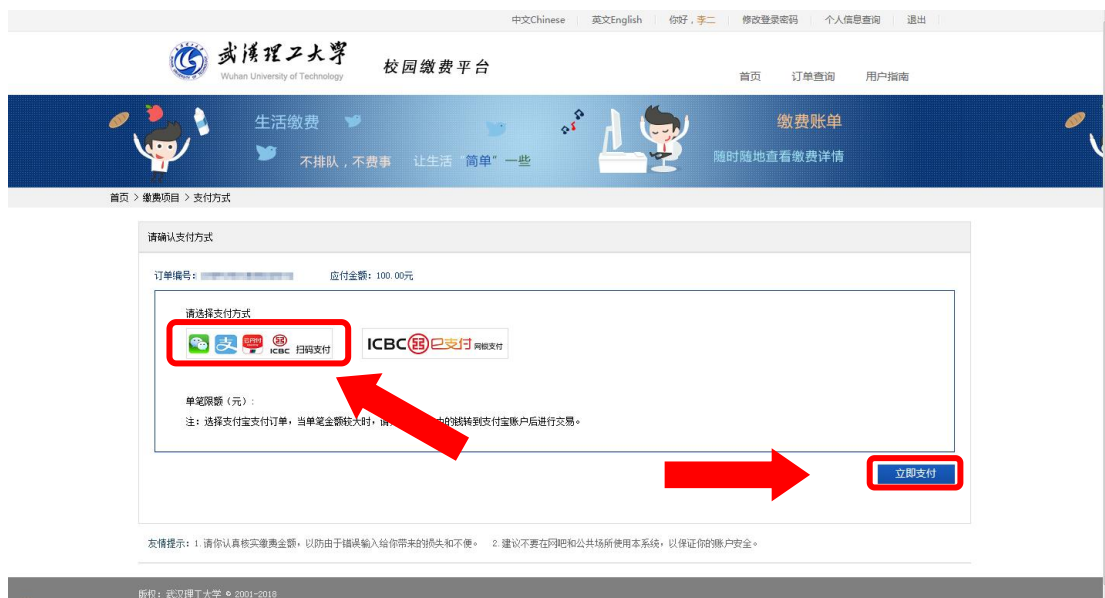 中文Chinese 英文English 你好，李二 修改登录密码 个人信息查询 退出
武汉理工大学 校园缴费平台
Wuhan University of Technology
首页 订单查询 用户指南
生活缴费 缴费账单
不排队，不费事 让生活“简单”一些 随时随地查看缴费详情
首页 > 缴费项目 > 支付方式
请确认支付方式
订单编号： 应付金额：100.00元
请选择支付方式
支 ICBC 扫码支付 ICBC e支付 网银支付
单笔限额（元）：
注：选择支付宝支付订单，当单笔金额较大时，请 的钱转到支付宝账户后进行交易。
立即支付
友情提示：1.请你认真核实缴费金额，以防由于错误输入给你带来的损失和不便。 2.建议不要在网吧和公共场所使用本系统，以保证你的账户安全。
版权：武汉理工大学 © 2001-2018